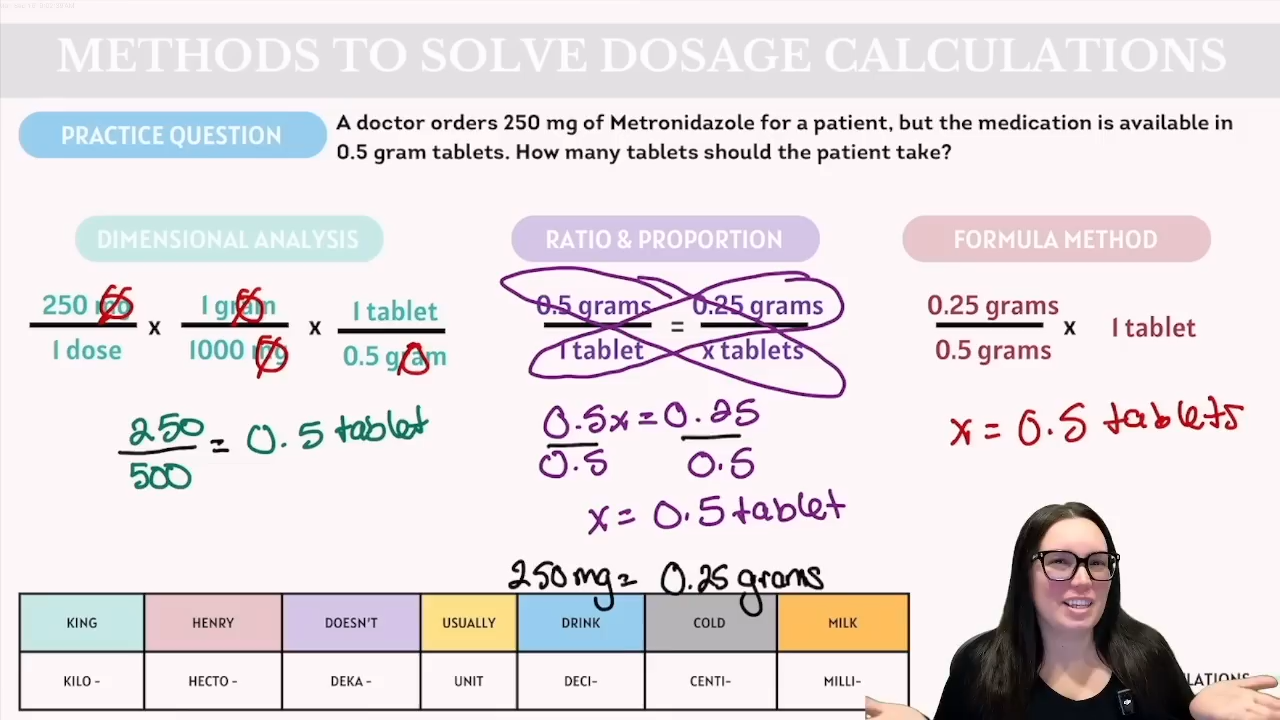 METHODS TO SOLVE DOSAGE CALCULATIONS
PRACTICE QUESTION
A doctor orders 250 mg of Metronidazole for a patient, but the medication is available in
0.5 gram tablets. How many tablets should the patient take?
DIMENSIONAL ANALYSIS
250 mg x 1 gram x 1 tablet
1 dose 1000 mg 0.5 gram
250 = 0.5 tablet
500
RATIO & PROPORTION
0.5 grams = 0.25 grams
1 tablet x tablets
0.5x = 0.25
0.5 0.5
x = 0.5 tablet
250 mg = 0.25 grams
FORMULA METHOD
0.25 grams x 1 tablet
0.5 grams
x = 0.5 tablets
KING HENRY DOESN'T USUALLY DRINK COLD MILK
KILO - HECTO - DEKA - UNIT DECI- CENTI- MILLI-